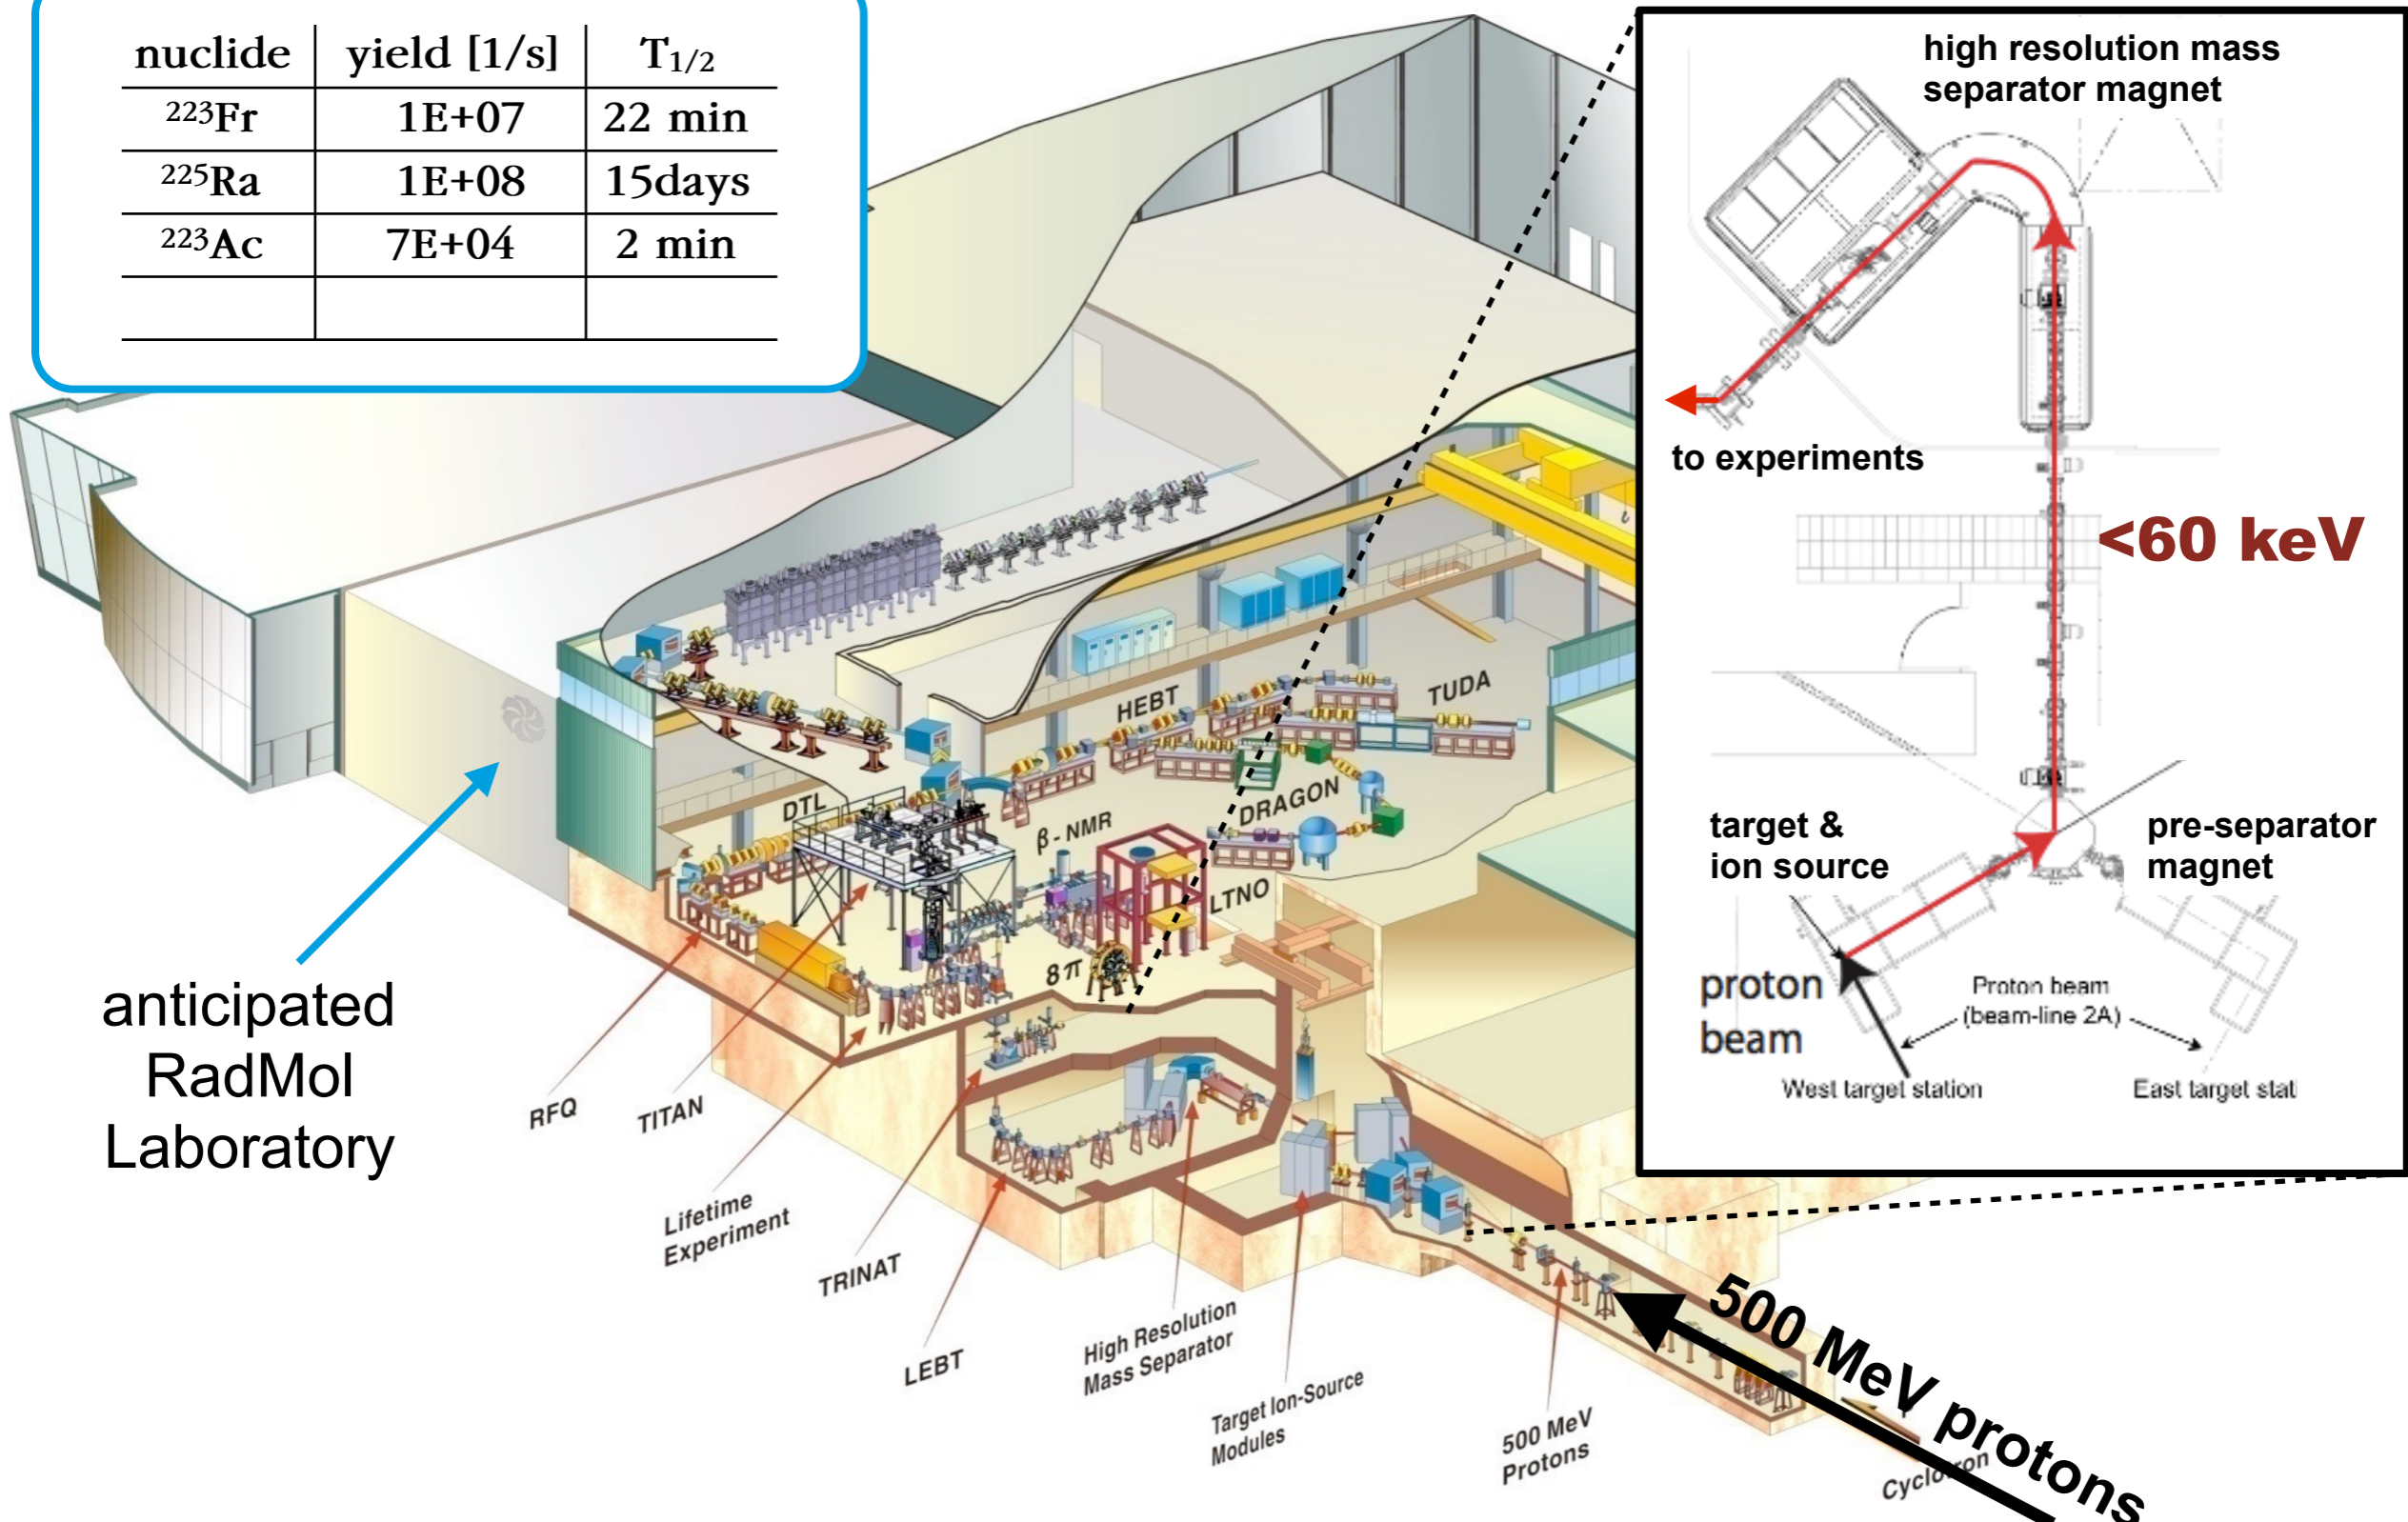 nuclide yield [1/s] T1/2
²²³Fr 1E+07 22 min
²²⁵Ra 1E+08 15days
²²³Ac 7E+04 2 min
high resolution mass
separator magnet
to experiments
<60 keV
target &
ion source
pre-separator
magnet
proton
beam
Proton beam
(beam-line 2A)
West target station
East target stati
HEBT
TUDA
DTL
β-NMR
DRAGON
LTNO
8π
anticipated
RadMol
Laboratory
RFQ
TITAN
Lifetime
Experiment
TRINAT
LEBT
High Resolution
Mass Separator
Target Ion-Source
Modules
500 MeV
Protons
500 MeV protons
Cyclotron